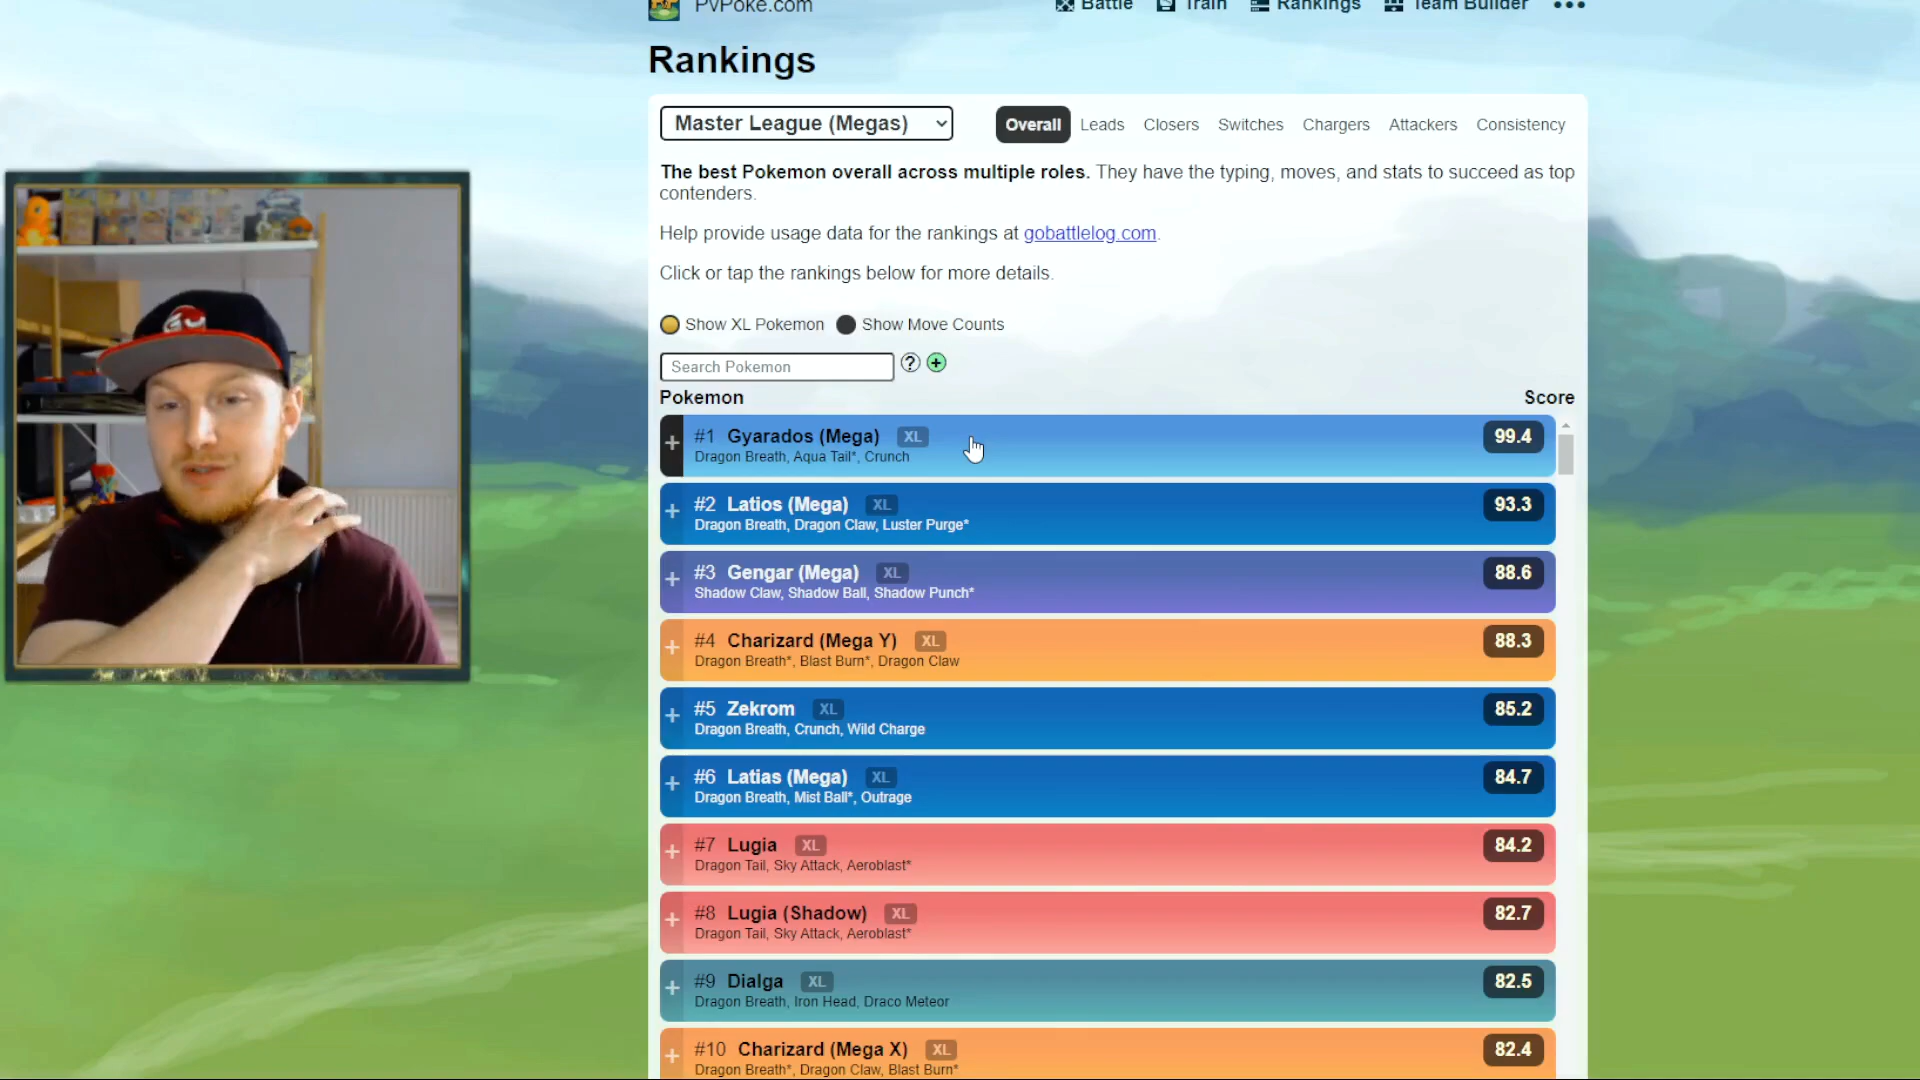 PvPoke.com
Battle
Train
Rankings
Team Builder
Rankings
Master League (Megas)
Overall
Leads
Closers
Switches
Chargers
Attackers
Consistency
The best Pokemon overall across multiple roles. They have the typing, moves, and stats to succeed as top
contenders.
Help provide usage data for the rankings at gobattlelog.com.
Click or tap the rankings below for more details.
Show XL Pokemon
Show Move Counts
Search Pokemon
?
+
Pokemon
Score
+ #1 Gyarados (Mega) XL 99.4
Dragon Breath, Aqua Tail*, Crunch
+ #2 Latios (Mega) XL 93.3
Dragon Breath, Dragon Claw, Luster Purge*
+ #3 Gengar (Mega) XL 88.6
Shadow Claw, Shadow Ball, Shadow Punch*
+ #4 Charizard (Mega Y) XL 88.3
Dragon Breath*, Blast Burn*, Dragon Claw
+ #5 Zekrom XL 85.2
Dragon Breath, Crunch, Wild Charge
+ #6 Latias (Mega) XL 84.7
Dragon Breath, Mist Ball*, Outrage
+ #7 Lugia XL 84.2
Dragon Tail, Sky Attack, Aeroblast*
+ #8 Lugia (Shadow) XL 82.7
Dragon Tail, Sky Attack, Aeroblast*
+ #9 Dialga XL 82.5
Dragon Breath, Iron Head, Draco Meteor
+ #10 Charizard (Mega X) XL 82.4
Dragon Breath*, Dragon Claw, Blast Burn*